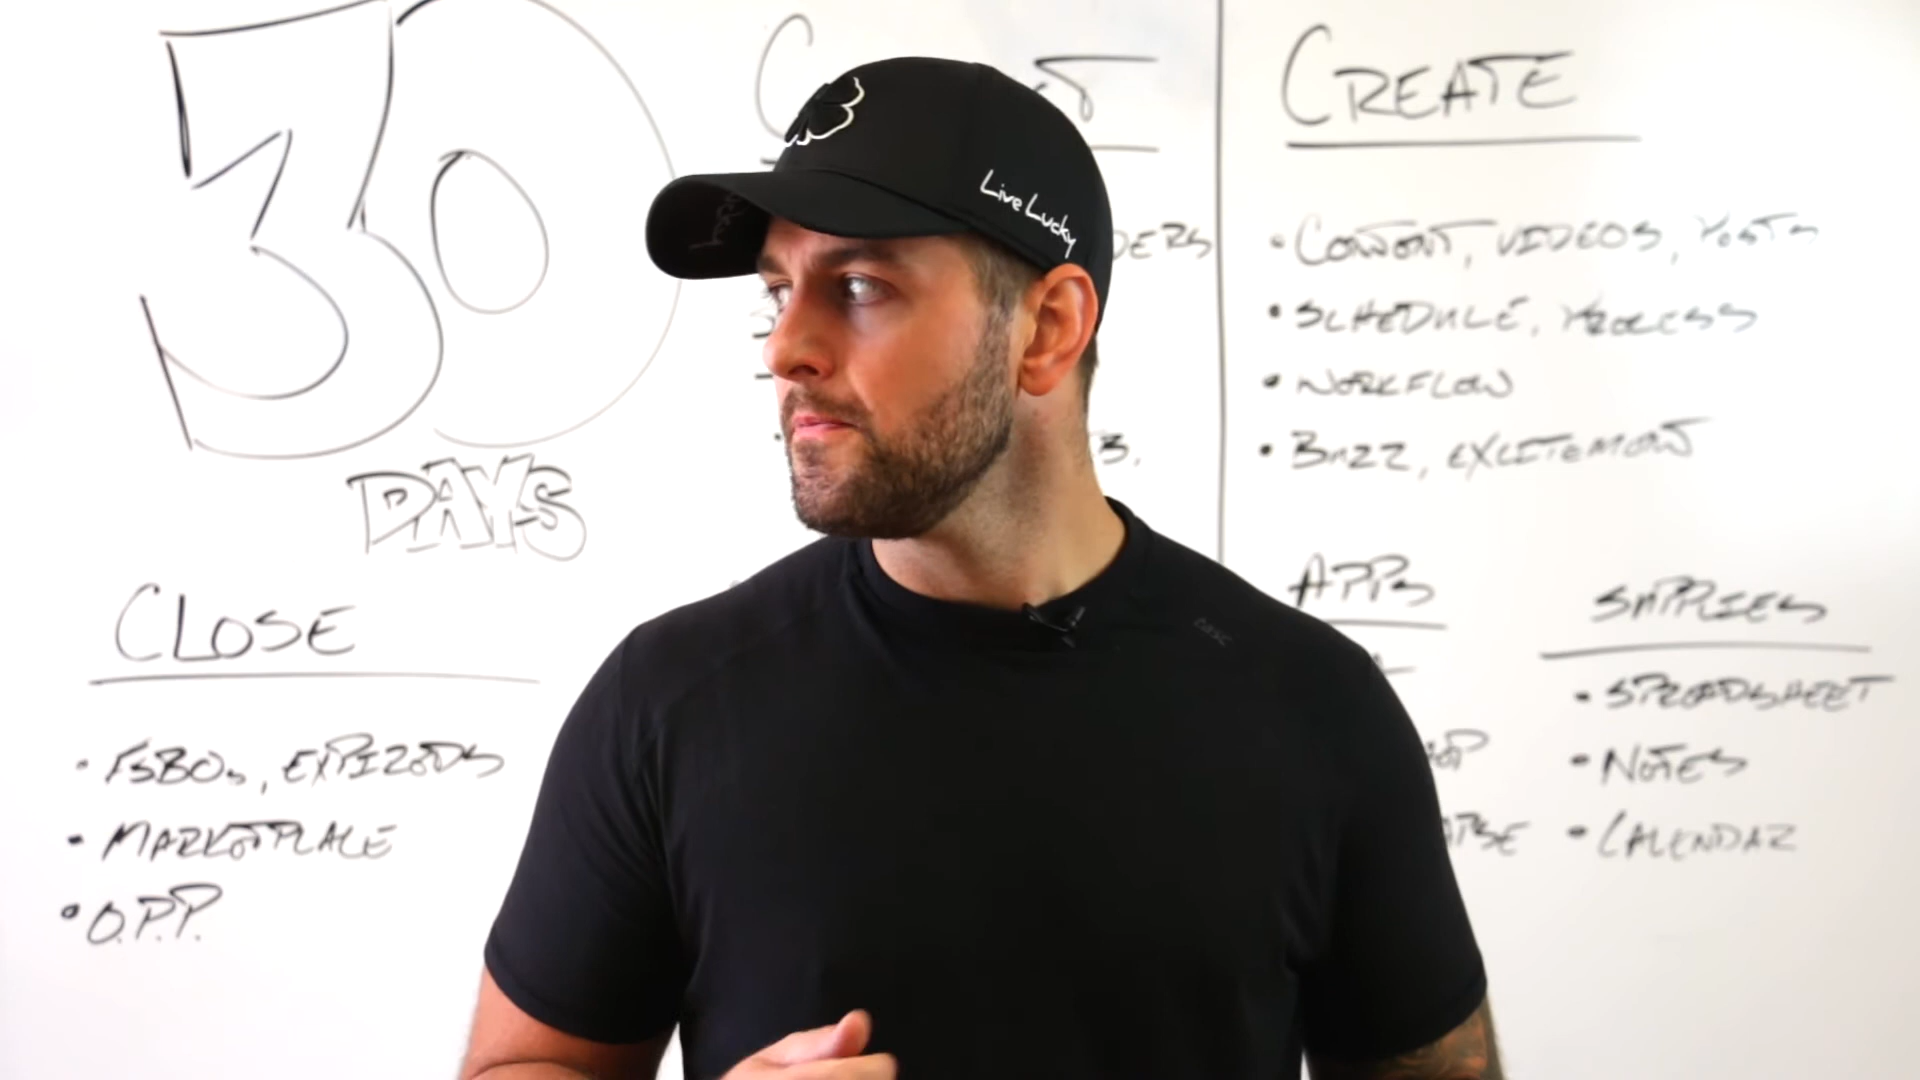 30
DAYS
CLOSE
• FSBOs, EXPIREDS
• MARKETPLACE
• O.P.P.
Live Lucky
CREATE
• CONTENT, VIDEOS, POSTS
• SCHEDULE, PROCESS
• WORKFLOW
• BUZZ, EXCITEMENT
APPS
SUPPLIES
• SPREADSHEET
• NOTES
• CALENDAR